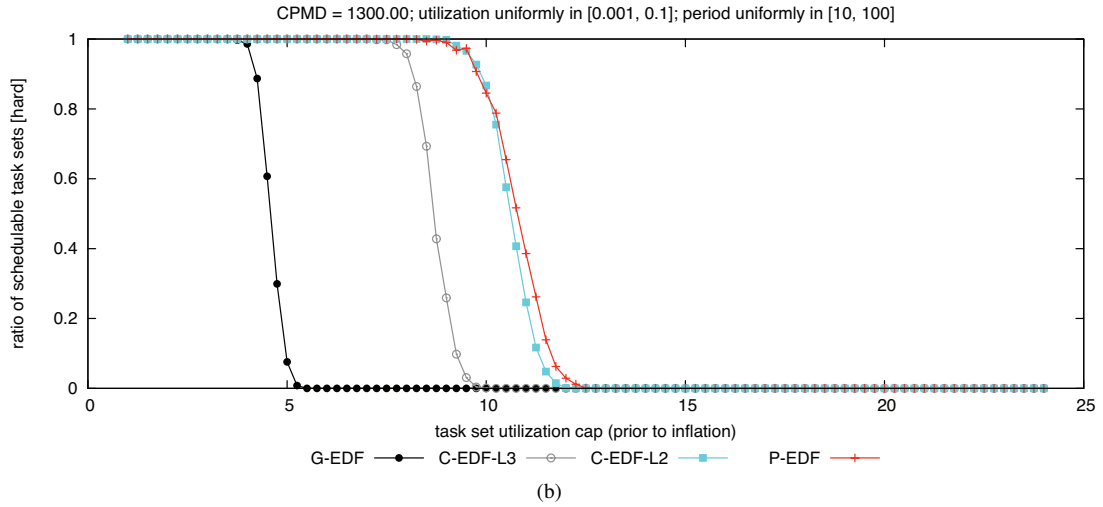 CPMD = 1300.00; utilization uniformly in [0.001, 0.1]; period uniformly in [10, 100]
ratio of schedulable task sets [hard]
1
0.8
0.6
0.4
0.2
0
0 5 10 15 20 25
task set utilization cap (prior to inflation)
G-EDF C-EDF-L3 C-EDF-L2 P-EDF
(b)